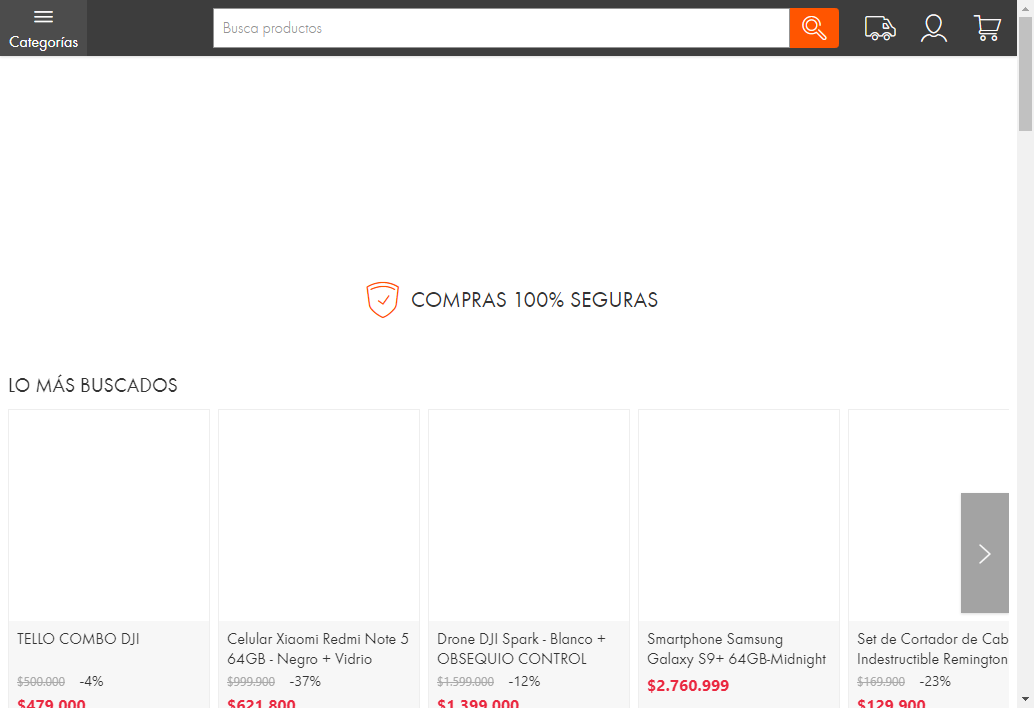 Categorías
Busca productos
COMPRAS 100% SEGURAS
LO MÁS BUSCADOS
TELLO COMBO DJI
$500.000 -4%
$479.000
Celular Xiaomi Redmi Note 5
64GB - Negro + Vidrio
$999.900 -37%
$621.800
Drone DJI Spark - Blanco +
OBSEQUIO CONTROL
$1.599.000 -12%
$1.399.000
Smartphone Samsung
Galaxy S9+ 64GB-Midnight
$2.760.999
Set de Cortador de Cab
Indestructible Remington
$169.900 -23%
$129.900